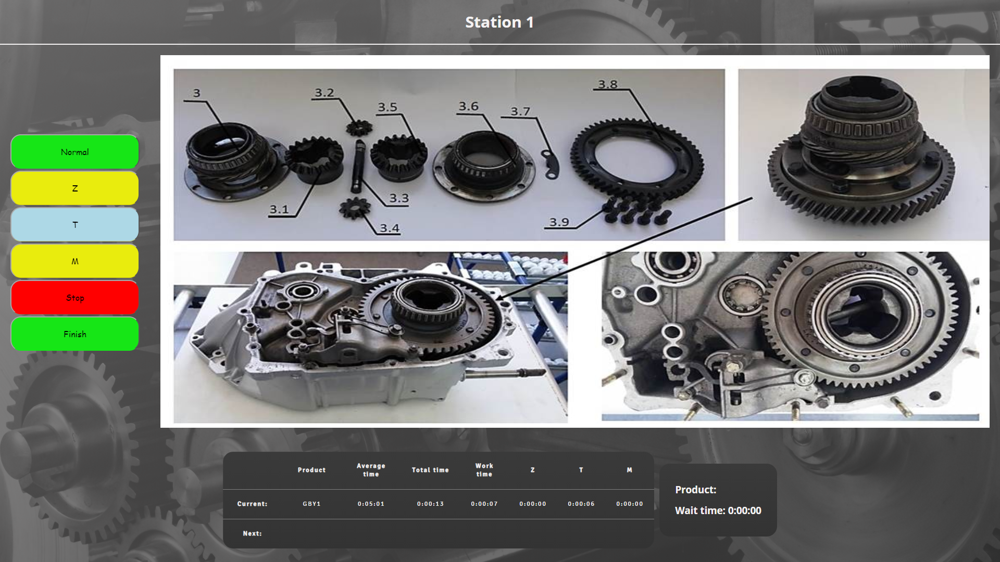 Station 1
Normal
Z
T
M
Stop
Finish
3
3.2
3.5
3.6
3.7
3.8
3.1
3.3
3.4
3.9
Product Average time Total time Work time Z T M
Current: GBY1 0:05:01 0:00:13 0:00:07 0:00:00 0:00:06 0:00:00
Next:
Product:
Wait time: 0:00:00